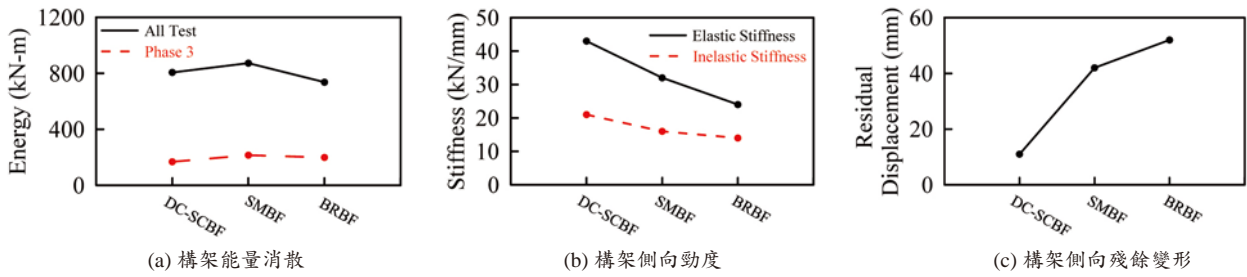 1200
800
400
0
Energy (kN-m)
All Test
Phase 3
DC-SCBF
SMBF
BRBF
(a) 構架能量消散
50
40
30
20
10
0
Stiffness (kN/mm)
Elastic Stiffness
Inelastic Stiffness
DC-SCBF
SMBF
BRBF
(b) 構架側向勁度
60
40
20
0
Residual
Displacement (mm)
DC-SCBF
SMBF
BRBF
(c) 構架側向殘餘變形